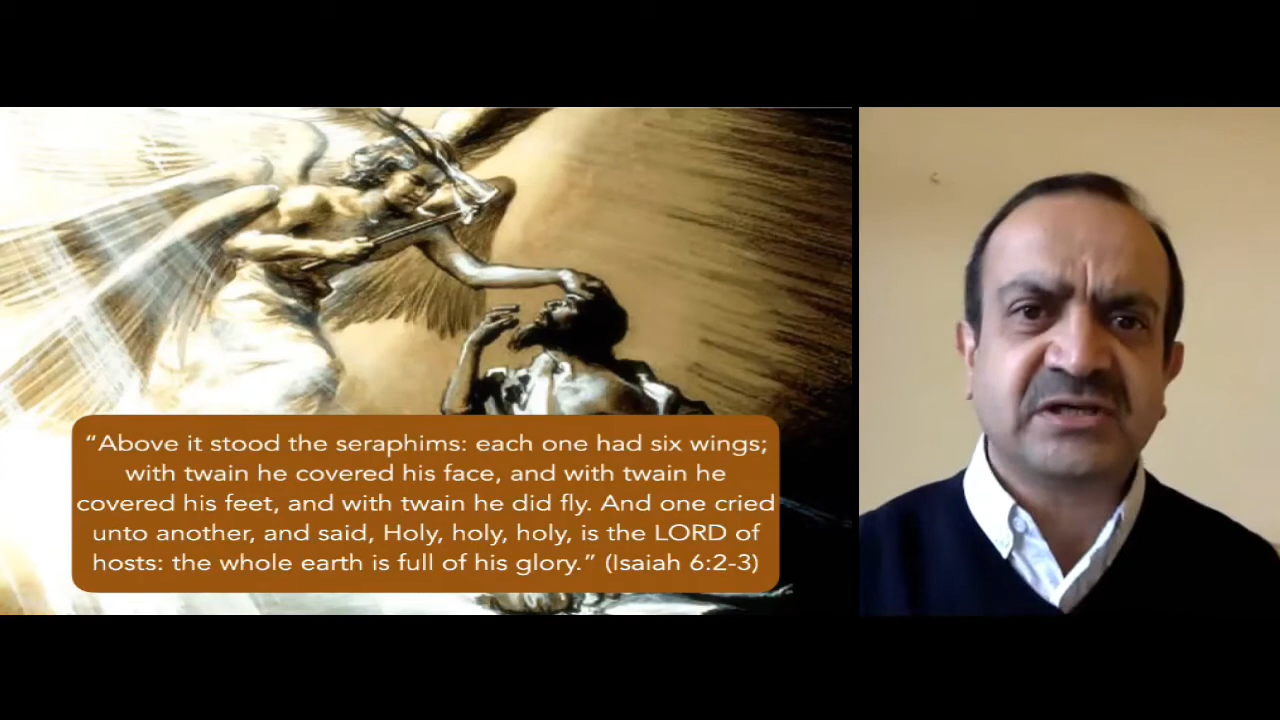 “Above it stood the seraphims: each one had six wings;
with twain he covered his face, and with twain he
covered his feet, and with twain he did fly. And one cried
unto another, and said, Holy, holy, holy, is the LORD of
hosts: the whole earth is full of his glory.” (Isaiah 6:2-3)